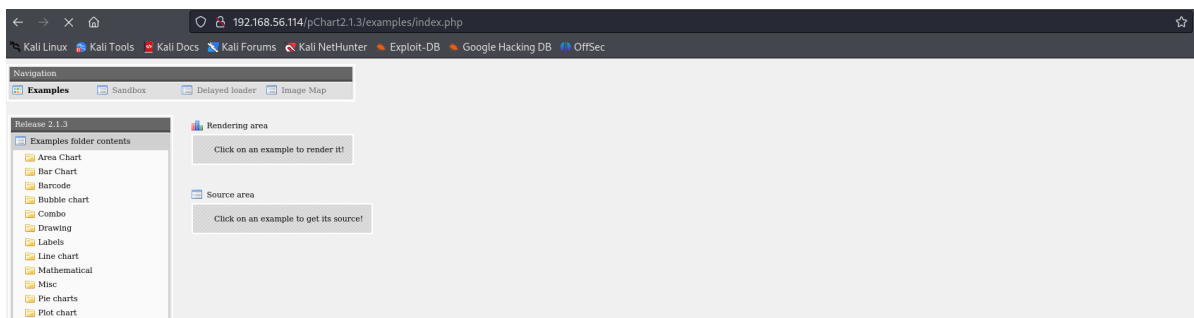 192.168.56.114/pChart2.1.3/examples/index.php
Kali Linux Kali Tools Kali Docs Kali Forums Kali NetHunter Exploit-DB Google Hacking DB OffSec
Navigation
Examples Sandbox Delayed loader Image Map
Release 2.1.3
Examples folder contents
Area Chart
Bar Chart
Barcode
Bubble chart
Combo
Drawing
Labels
Line chart
Mathematical
Misc
Pie charts
Plot chart
Rendering area
Click on an example to render it!
Source area
Click on an example to get its source!